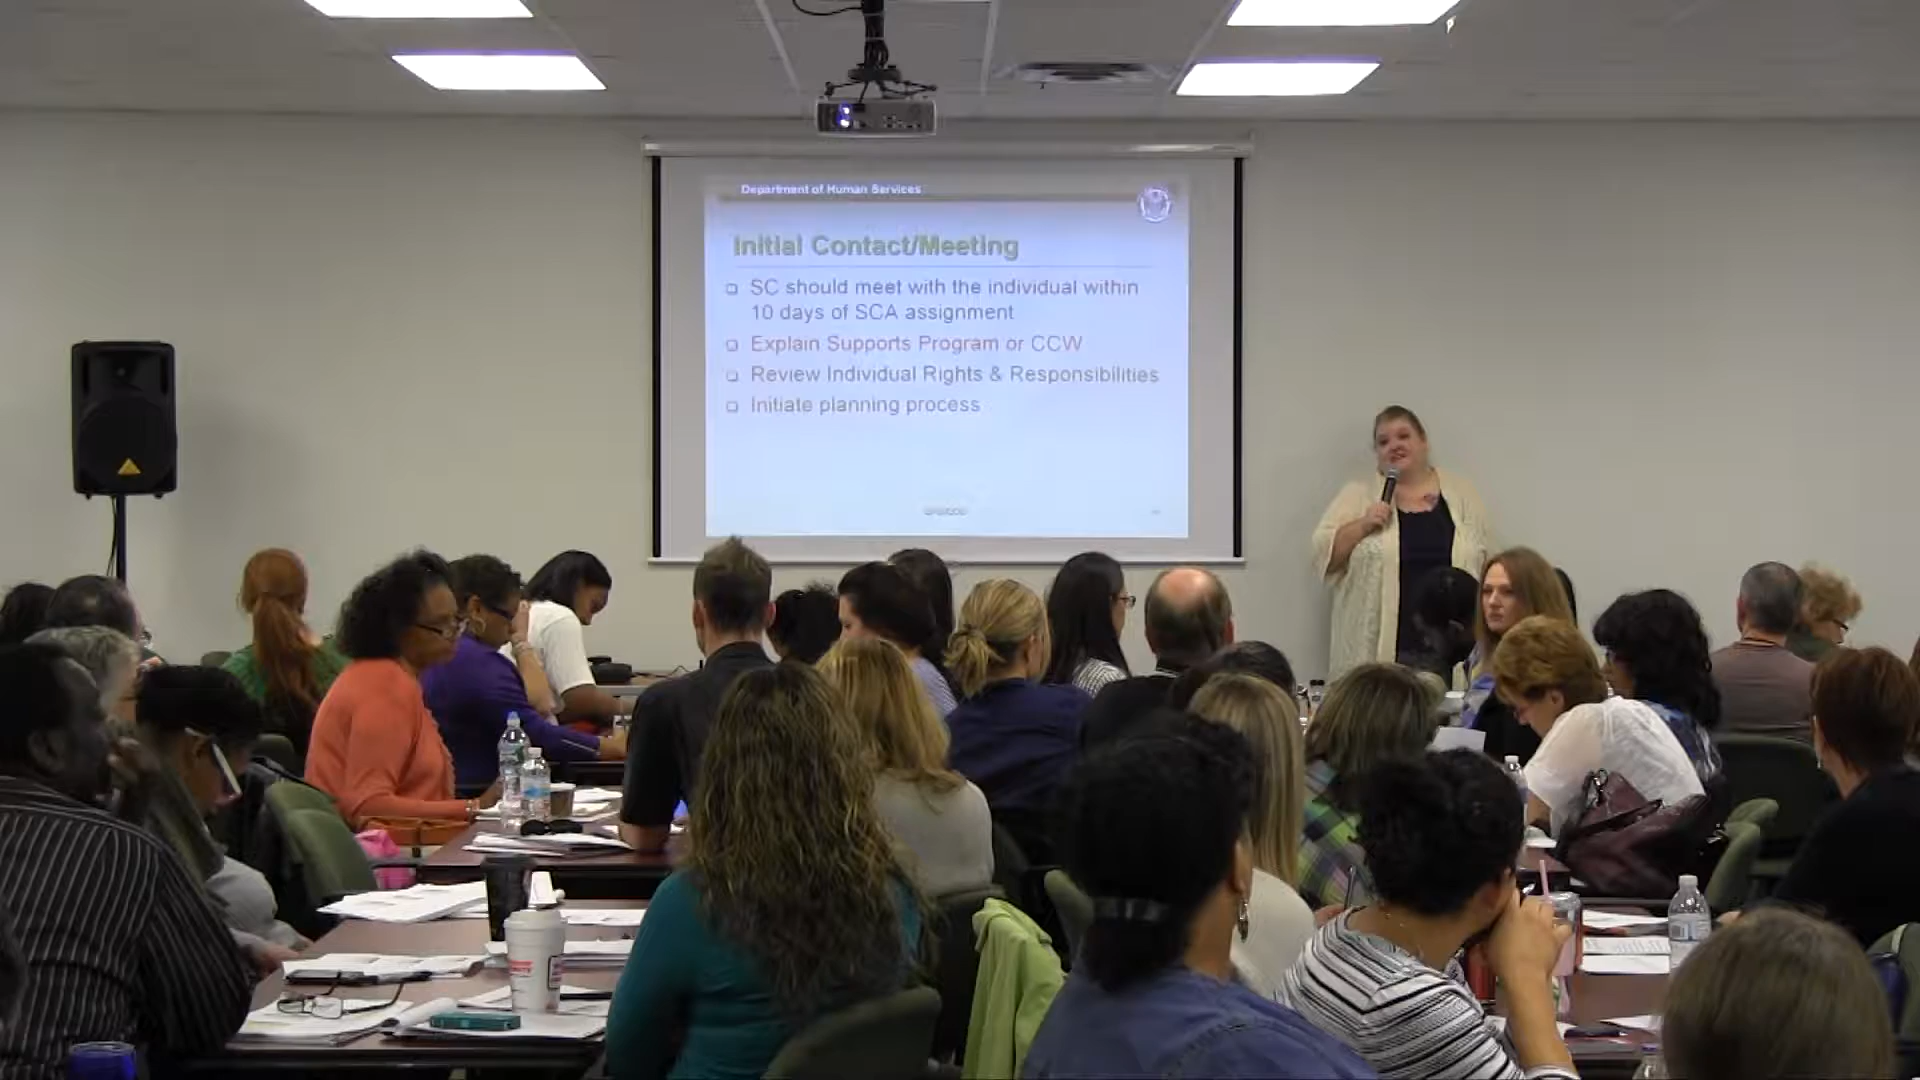 Department of Human Services
Initial Contact/Meeting
SC should meet with the individual within
10 days of SCA assignment
Explain Supports Program or CCW
Review Individual Rights & Responsibilities
Initiate planning process